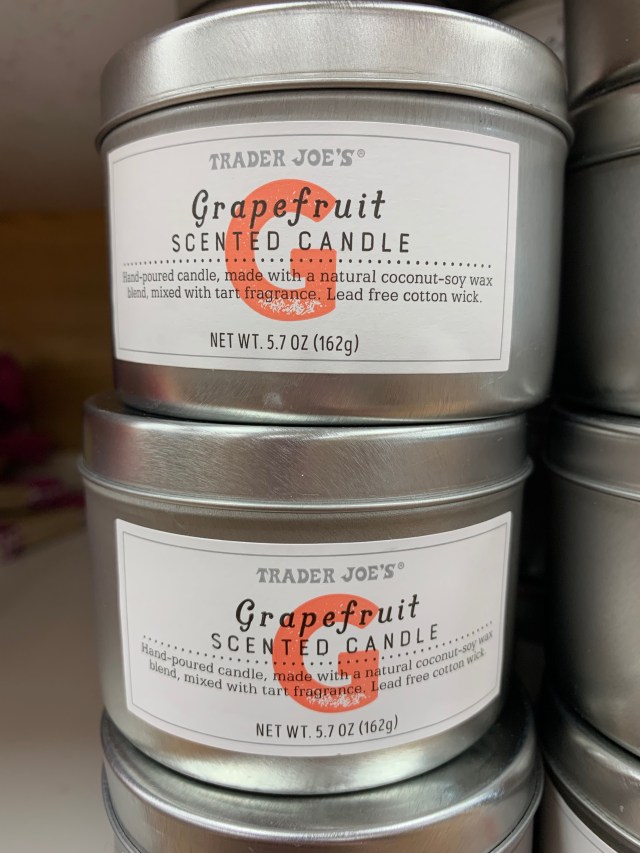 TRADER JOE'S®
Grapefruit
SCENTED CANDLE
Hand-poured candle, made with a natural coconut-soy wax
blend, mixed with tart fragrance. Lead free cotton wick.
NET WT. 5.7 OZ (162g)
TRADER JOE'S®
Grapefruit
SCENTED CANDLE
Hand-poured candle, made with a natural coconut-soy wax
blend, mixed with tart fragrance. Lead free cotton wick.
NET WT. 5.7 OZ (162g)